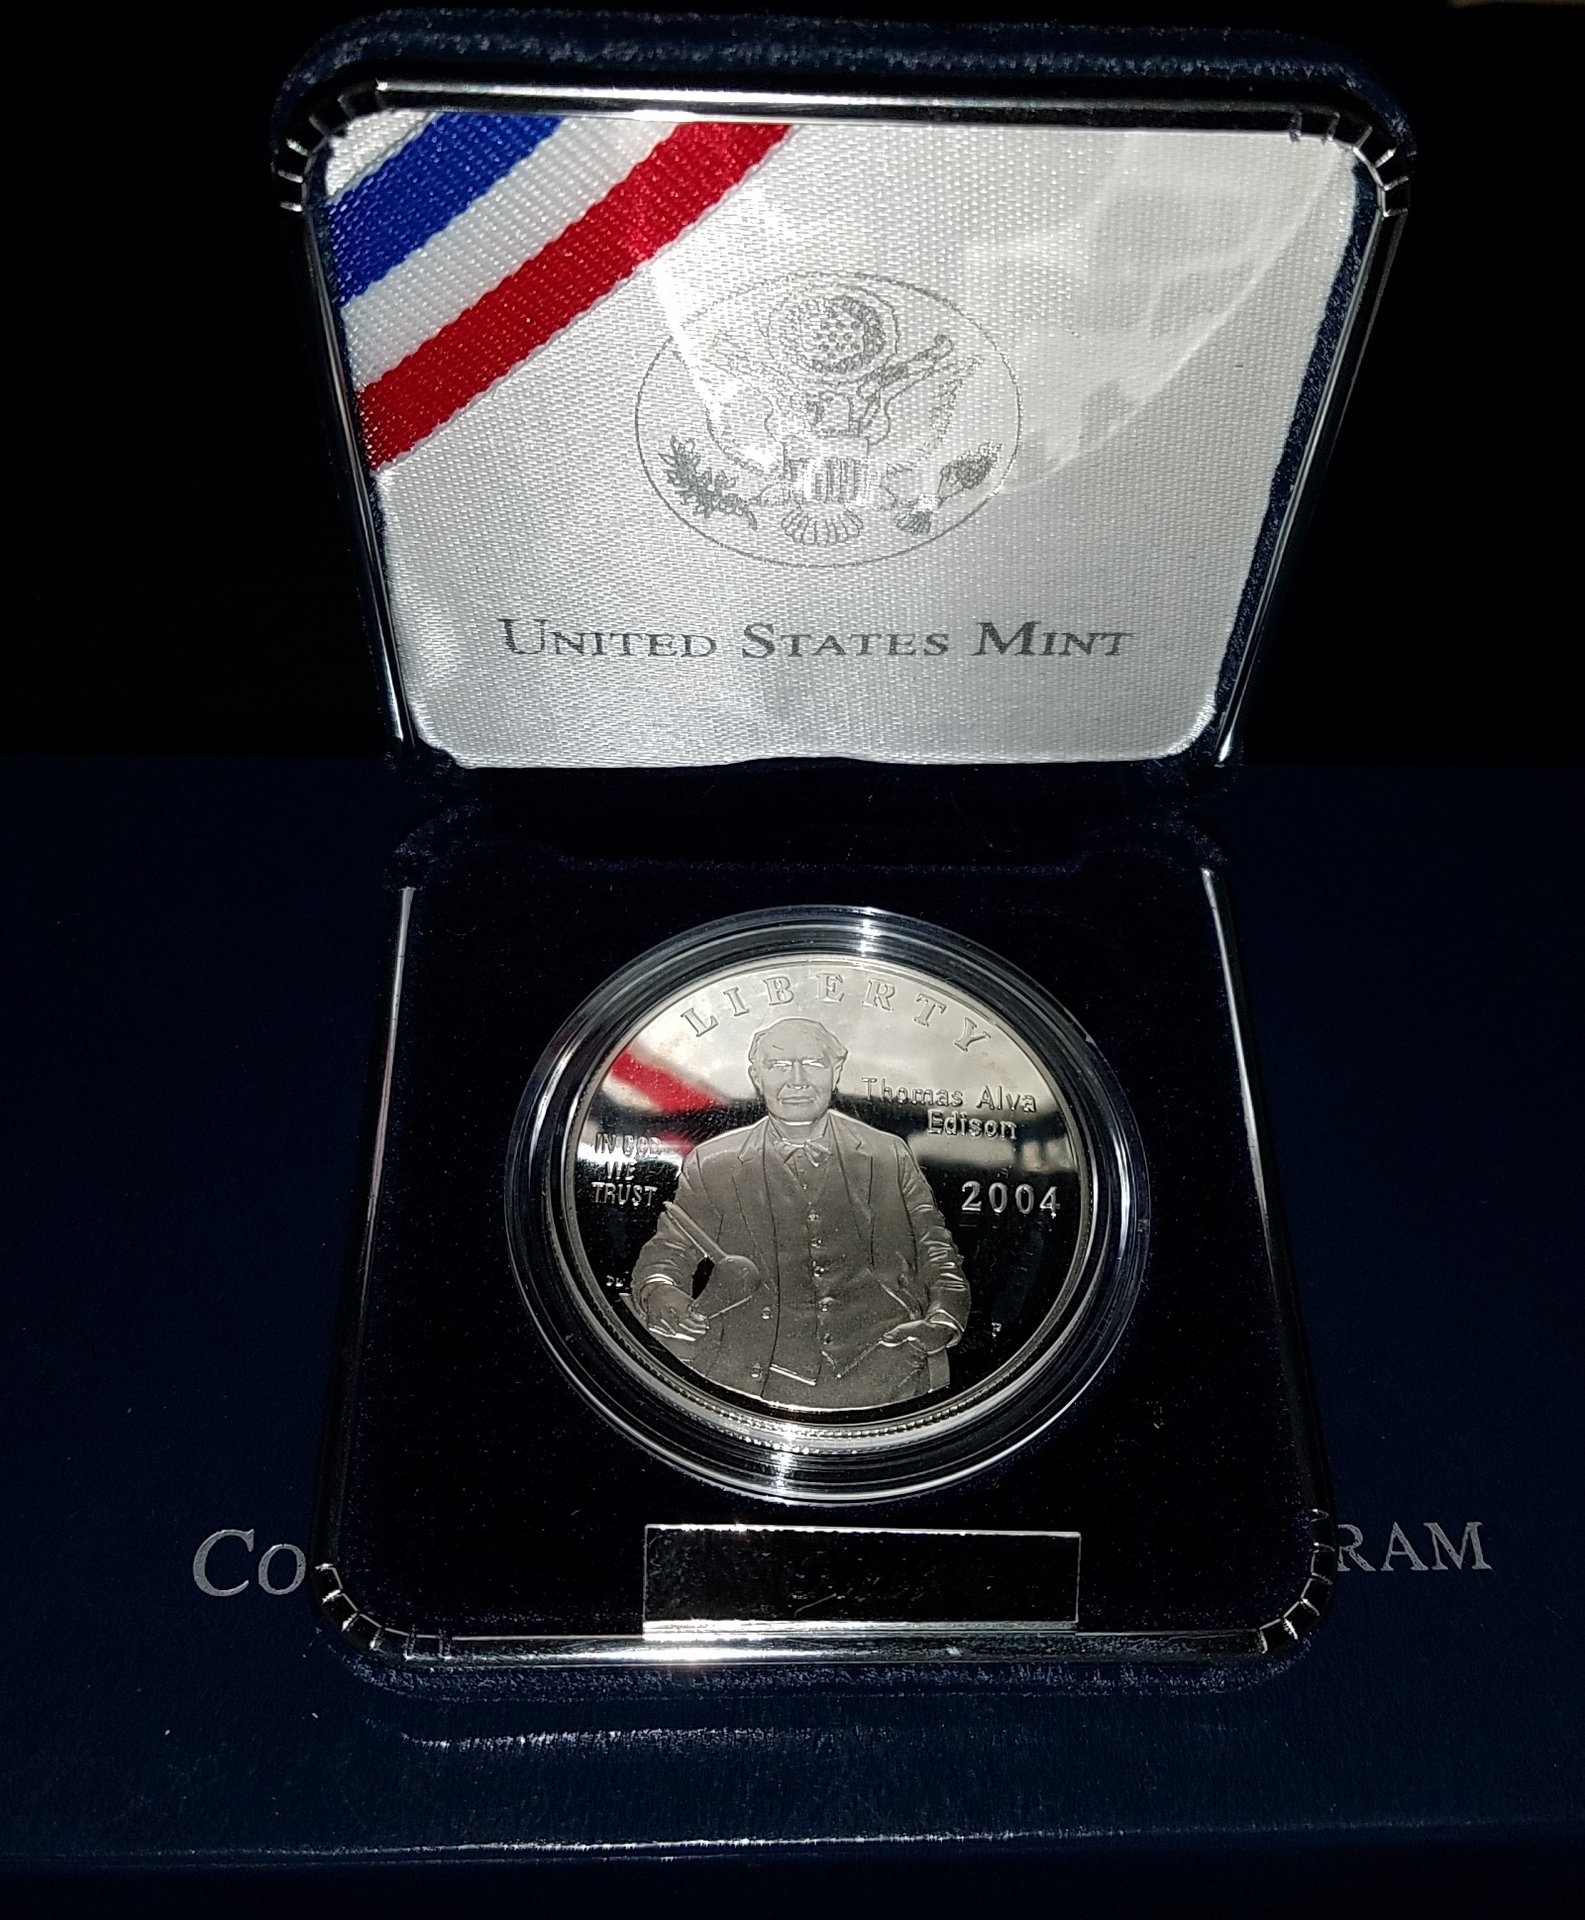 UNITED STATES MINT
LIBERTY
Thomas Alva
Edison
IN GOD
WE
TRUST
2004
P
CO
RAM